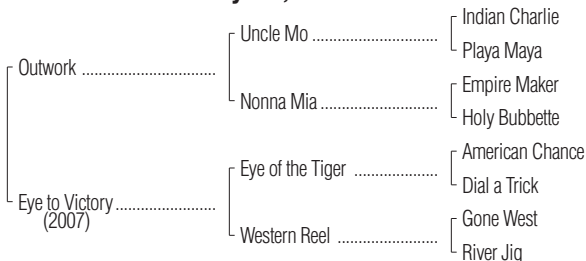 Indian Charlie
Uncle Mo ..............................
Playa Maya
Outwork ................................
Empire Maker
Nonna Mia ............................
Holy Bubbette
American Chance
Eye of the Tiger ....................
Dial a Trick
Eye to Victory ........................
(2007)
Gone West
Western Reel ........................
River Jig